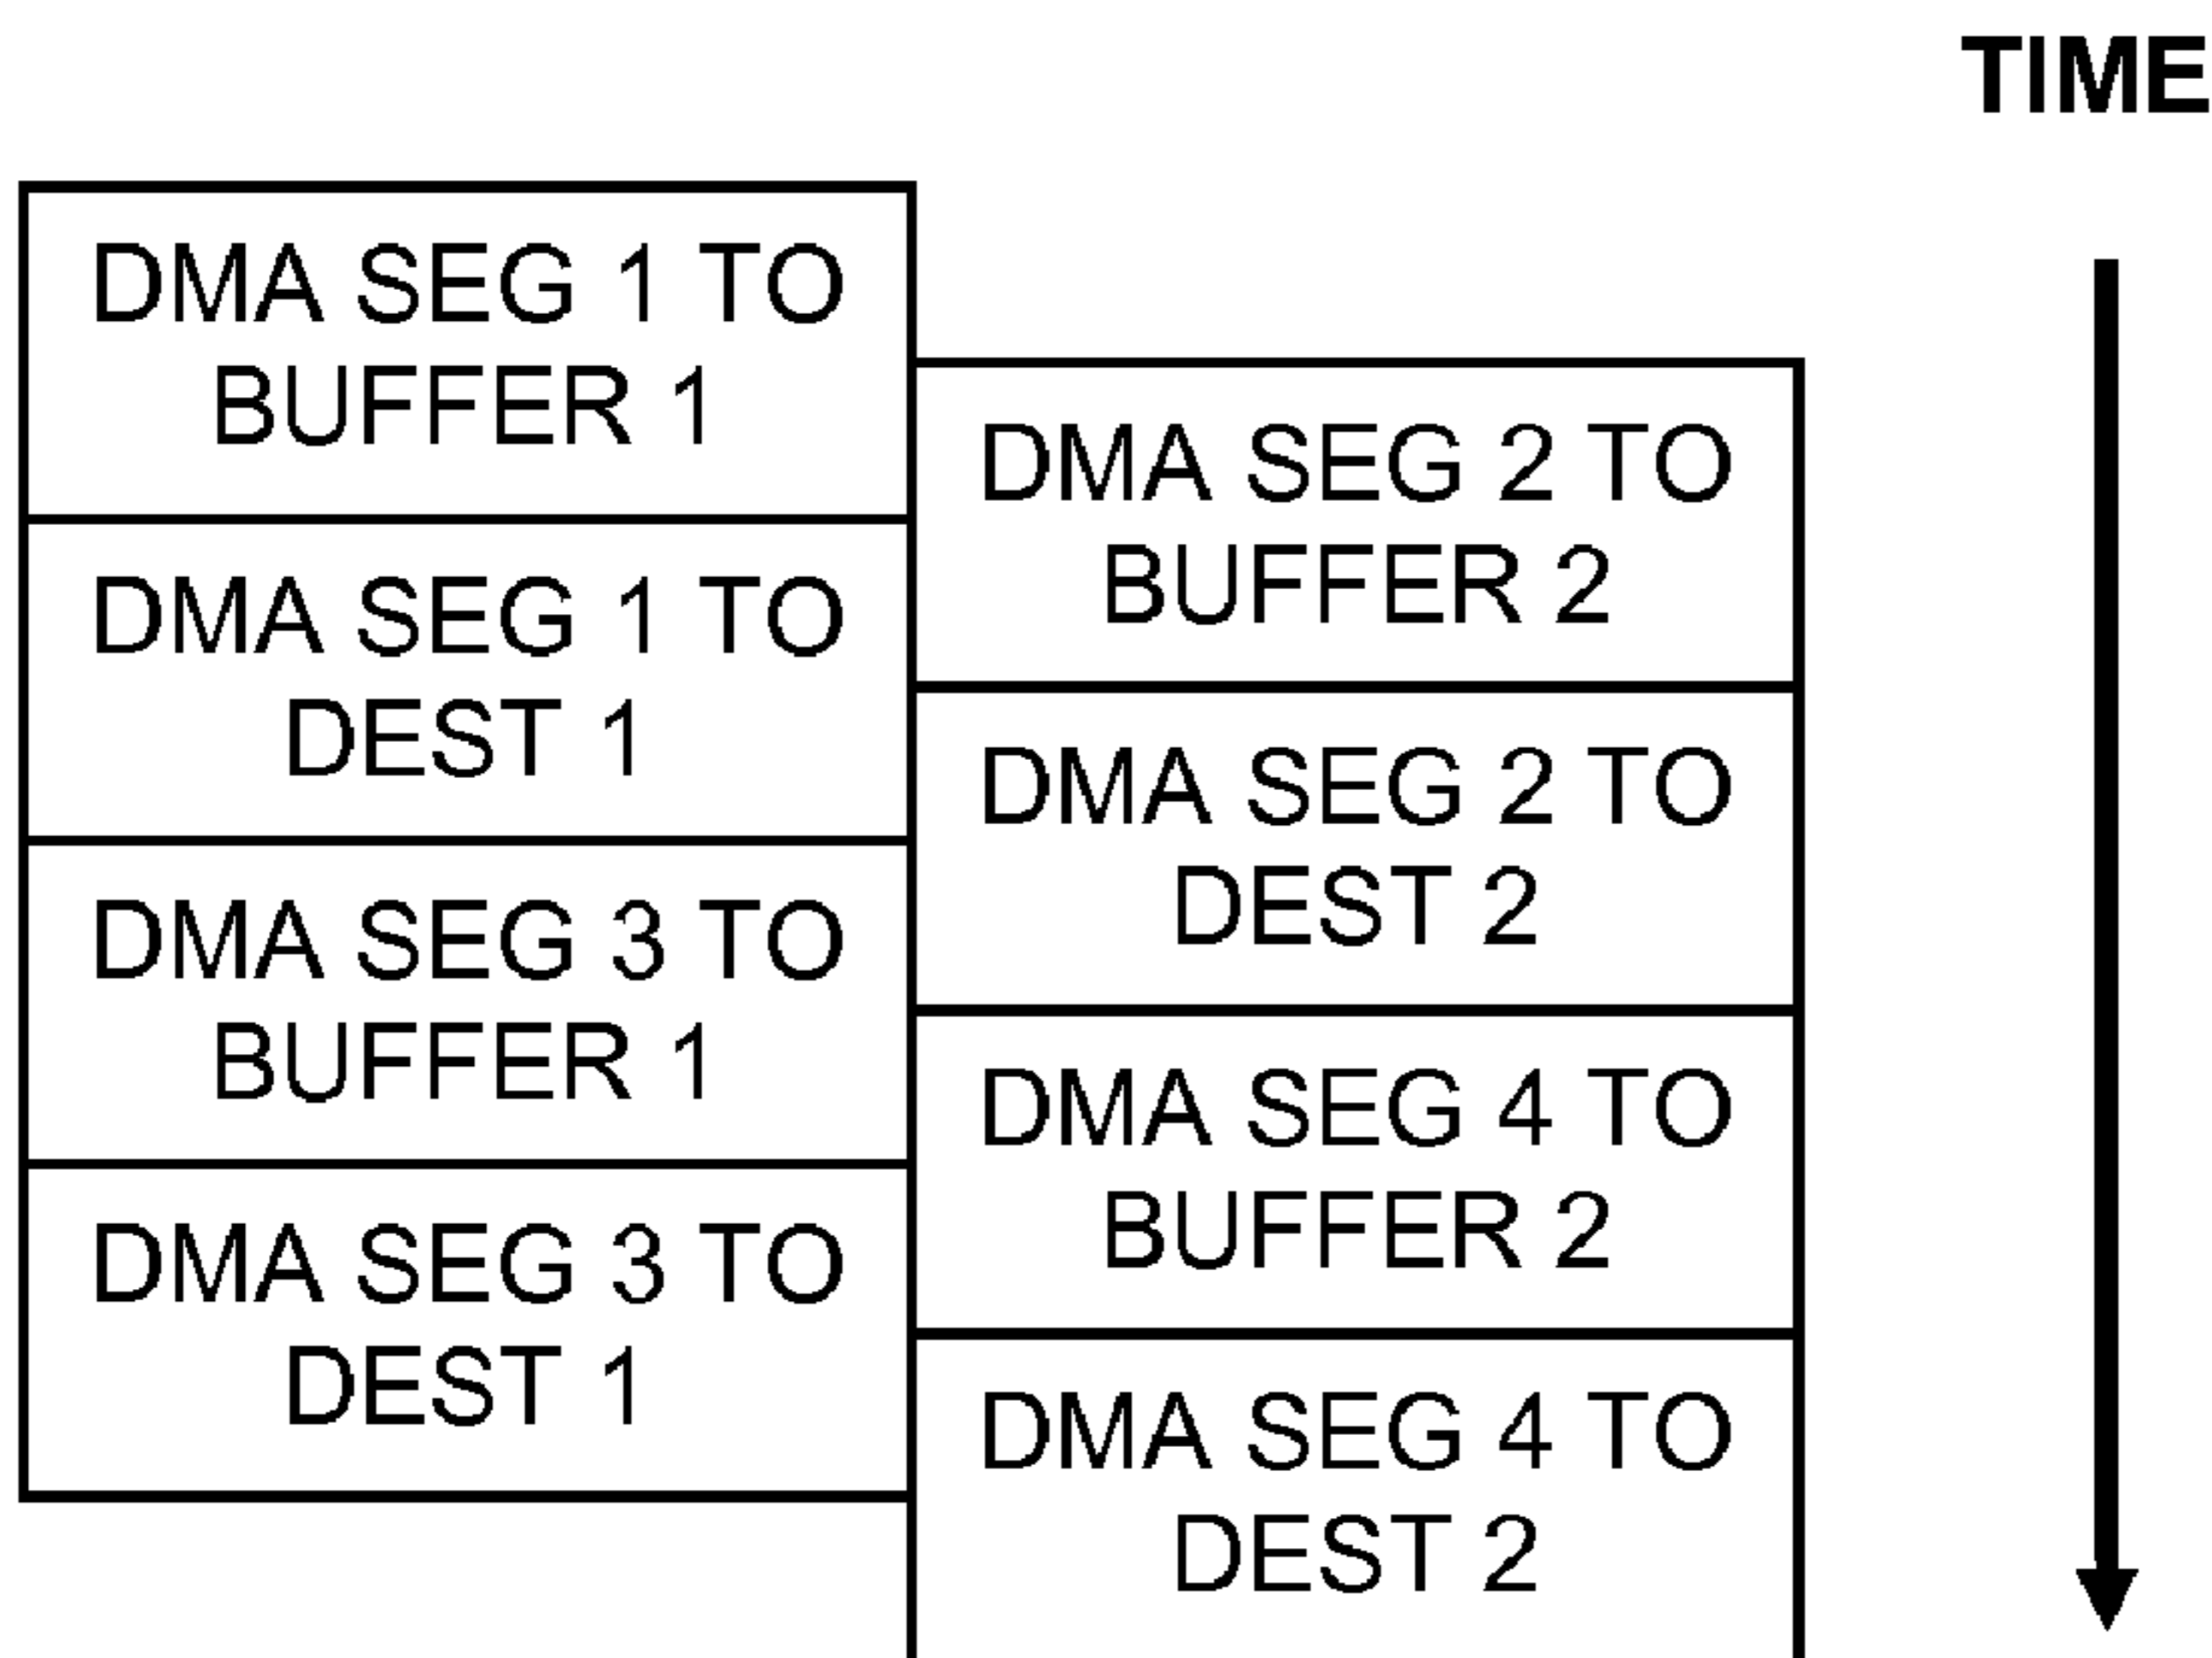 TIME
DMA SEG 1 TO
BUFFER 1
DMA SEG 1 TO
DEST 1
DMA SEG 3 TO
BUFFER 1
DMA SEG 3 TO
DEST 1
DMA SEG 2 TO
BUFFER 2
DMA SEG 2 TO
DEST 2
DMA SEG 4 TO
BUFFER 2
DMA SEG 4 TO
DEST 2